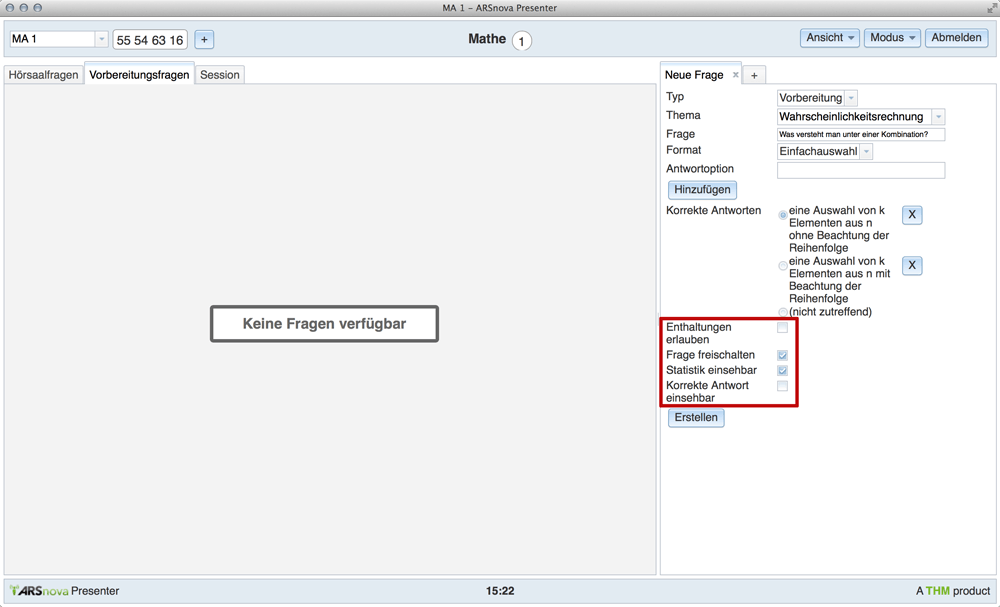 MA 1 – ARSnova Presenter
MA 1
55 54 63 16
+
Mathe 1
Ansicht
Modus
Abmelden
Hörsaalfragen
Vorbereitungsfragen
Session
Keine Fragen verfügbar
Neue Frage
+
Typ
Vorbereitung
Thema
Wahrscheinlichkeitsrechnung
Frage
Was versteht man unter einer Kombination?
Format
Einfachauswahl
Antwortoption
Hinzufügen
Korrekte Antworten
eine Auswahl von k
Elementen aus n
ohne Beachtung der
Reihenfolge
X
eine Auswahl von k
Elementen aus n mit
Beachtung der
Reihenfolge
X
(nicht zutreffend)
Enthaltungen
erlauben
Frage freischalten
Statistik einsehbar
Korrekte Antwort
einsehbar
Erstellen
ARSnova Presenter
15:22
A THM product